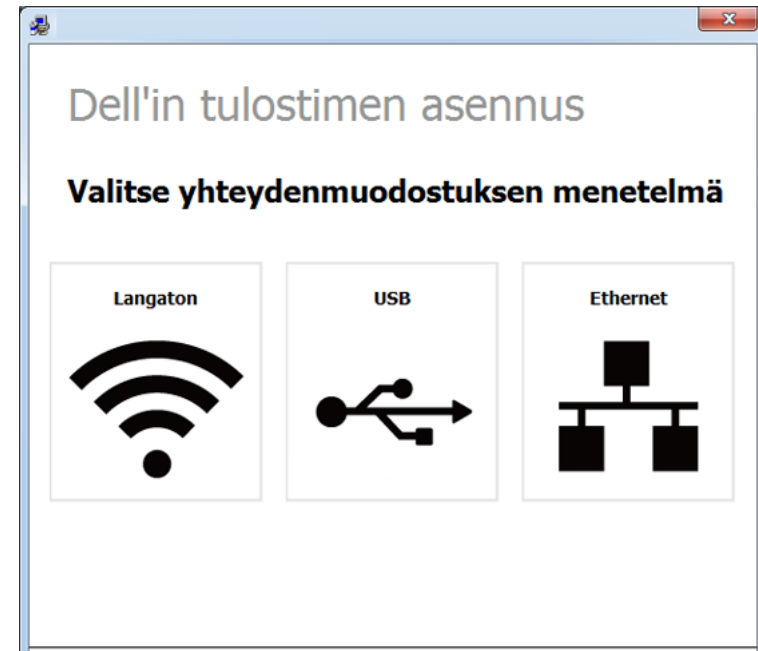 Dell'in tulostimen asennus
Valitse yhteydenmuodostuksen menetelmä
Langaton
USB
Ethernet